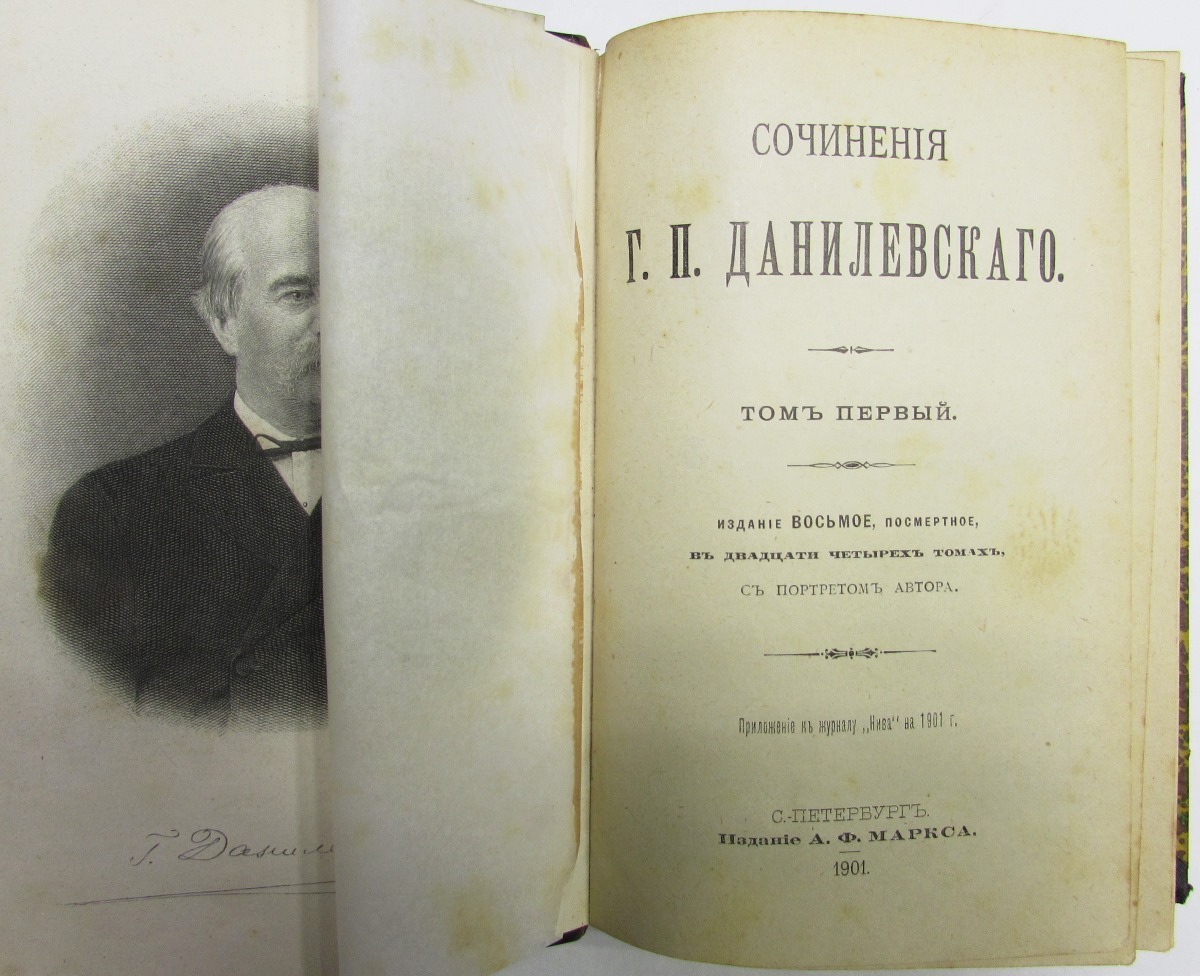 Г. Данил
СОЧИНЕНІЯ
Г. П. ДАНИЛЕВСКАГО.
ТОМЪ ПЕРВЫЙ.
ИЗДАНІЕ ВОСЬМОЕ, ПОСМЕРТНОЕ,
ВЪ ДВАДЦАТИ ЧЕТЫРЕХЪ ТОМАХЪ,
СЪ ПОРТРЕТОМЪ АВТОРА.
Приложеніе къ журналу „Нива“ на 1901 г.
С.-ПЕТЕРБУРГЪ.
Изданіе А. Ф. МАРКСА.
1901.